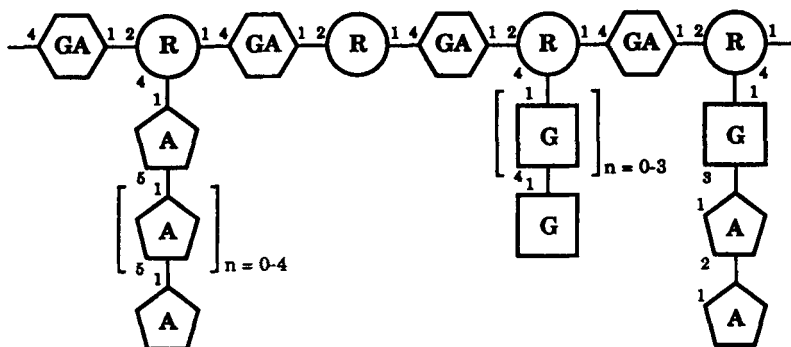 4 GA 1 2 R 1 4 GA 1 2 R 1 4 GA 1 2 R 1 4 GA 1 2 R 1
4 4 4
1 1 1
A G G
5 4 3
1 1 n = 0-3 1
A G A
5 n = 0-4 2
1 1
A A